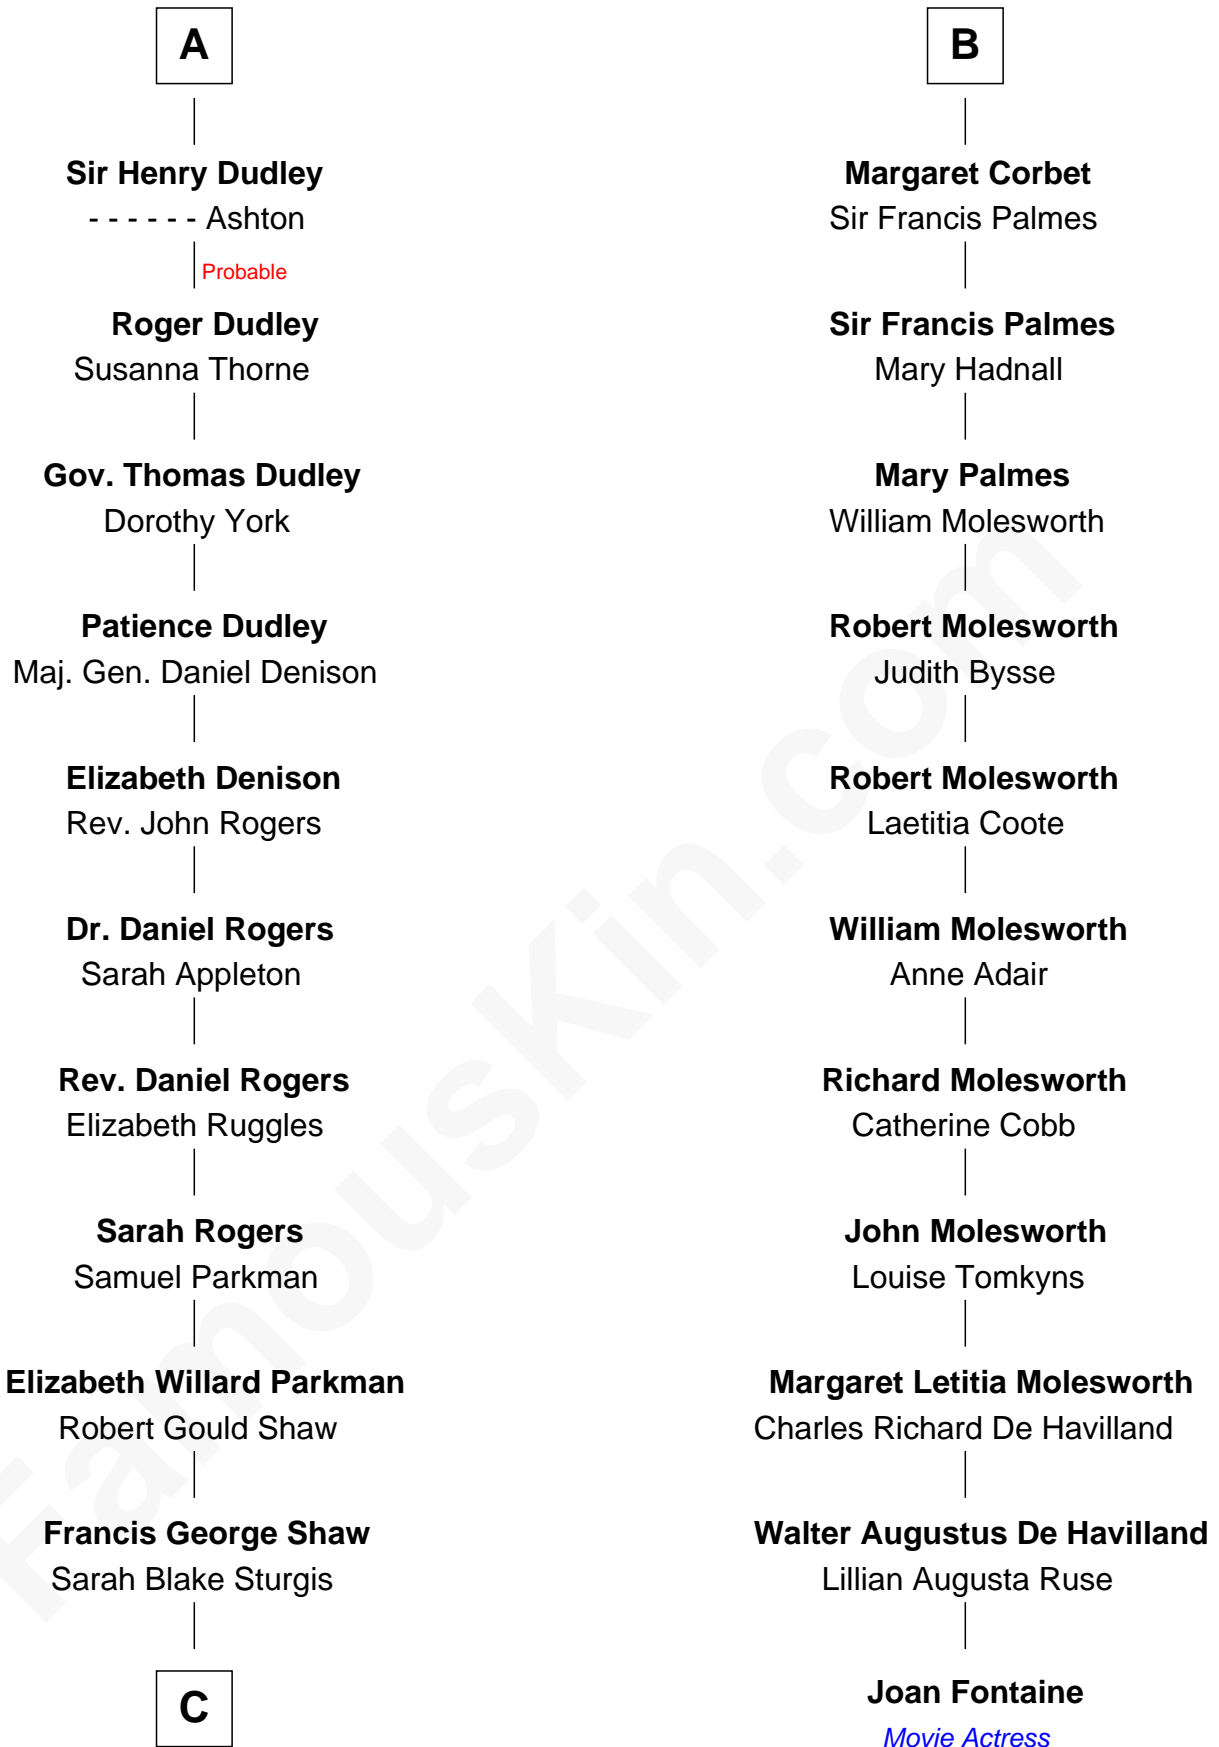 A
Sir Henry Dudley
- - - - - - Ashton
Probable
Roger Dudley
Susanna Thorne
Gov. Thomas Dudley
Dorothy York
Patience Dudley
Maj. Gen. Daniel Denison
Elizabeth Denison
Rev. John Rogers
Dr. Daniel Rogers
Sarah Appleton
Rev. Daniel Rogers
Elizabeth Ruggles
Sarah Rogers
Samuel Parkman
Elizabeth Willard Parkman
Robert Gould Shaw
Francis George Shaw
Sarah Blake Sturgis
C
B
Margaret Corbet
Sir Francis Palmes
Sir Francis Palmes
Mary Hadnall
Mary Palmes
William Molesworth
Robert Molesworth
Judith Bysse
Robert Molesworth
Laetitia Coote
William Molesworth
Anne Adair
Richard Molesworth
Catherine Cobb
John Molesworth
Louise Tomkyns
Margaret Letitia Molesworth
Charles Richard De Havilland
Walter Augustus De Havilland
Lillian Augusta Ruse
Joan Fontaine
Movie Actress
FamousKin.com